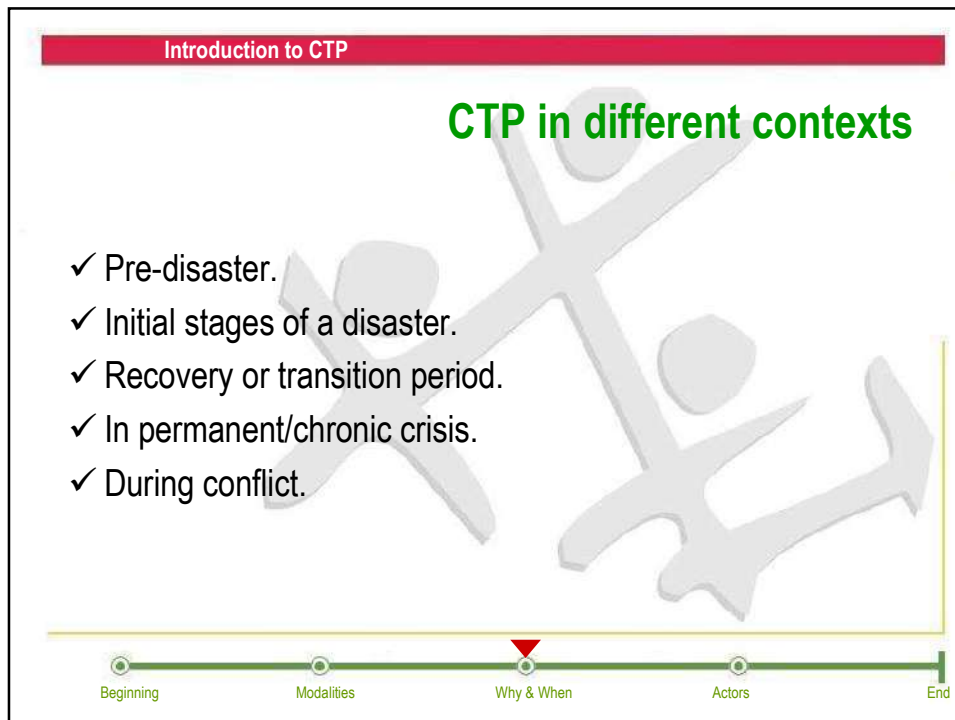 Introduction to CTP
CTP in different contexts
✓ Pre-disaster.
✓ Initial stages of a disaster.
✓ Recovery or transition period.
✓ In permanent/chronic crisis.
✓ During conflict.
Beginning
Modalities
Why & When
Actors
End